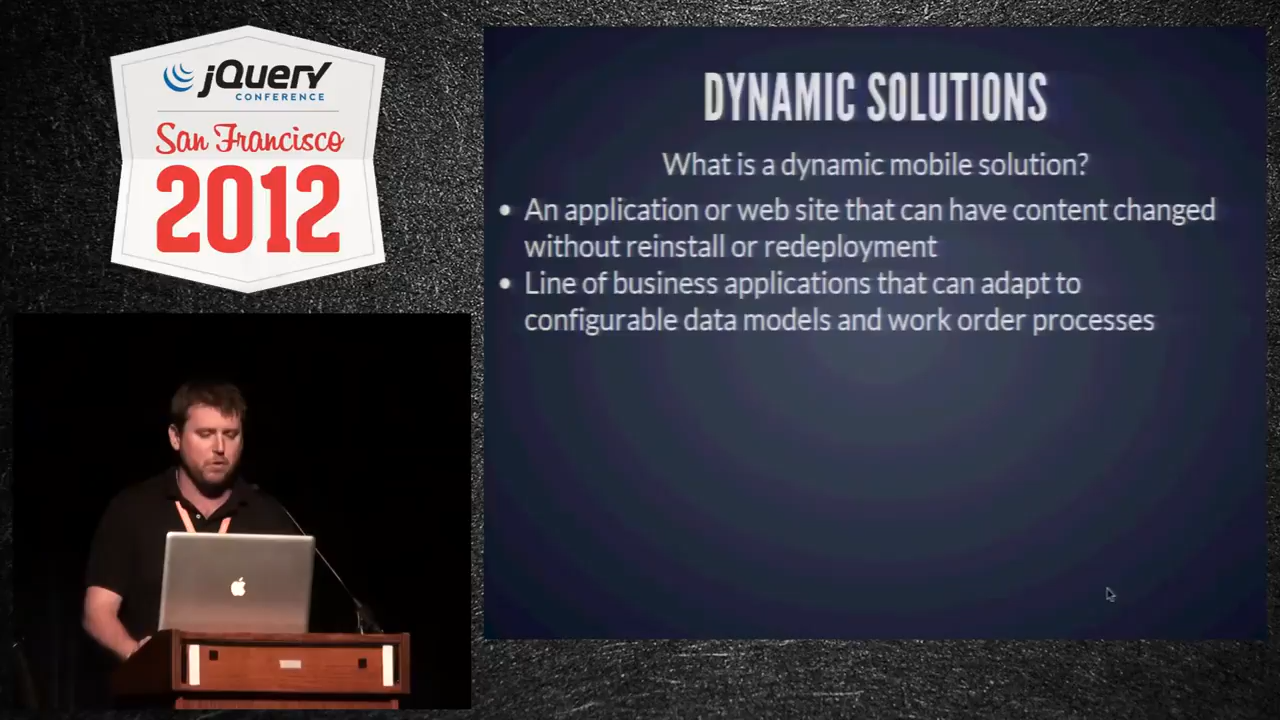 jQuery
CONFERENCE
San Francisco
2012
DYNAMIC SOLUTIONS
What is a dynamic mobile solution?
• An application or web site that can have content changed
without reinstall or redeployment
• Line of business applications that can adapt to
configurable data models and work order processes